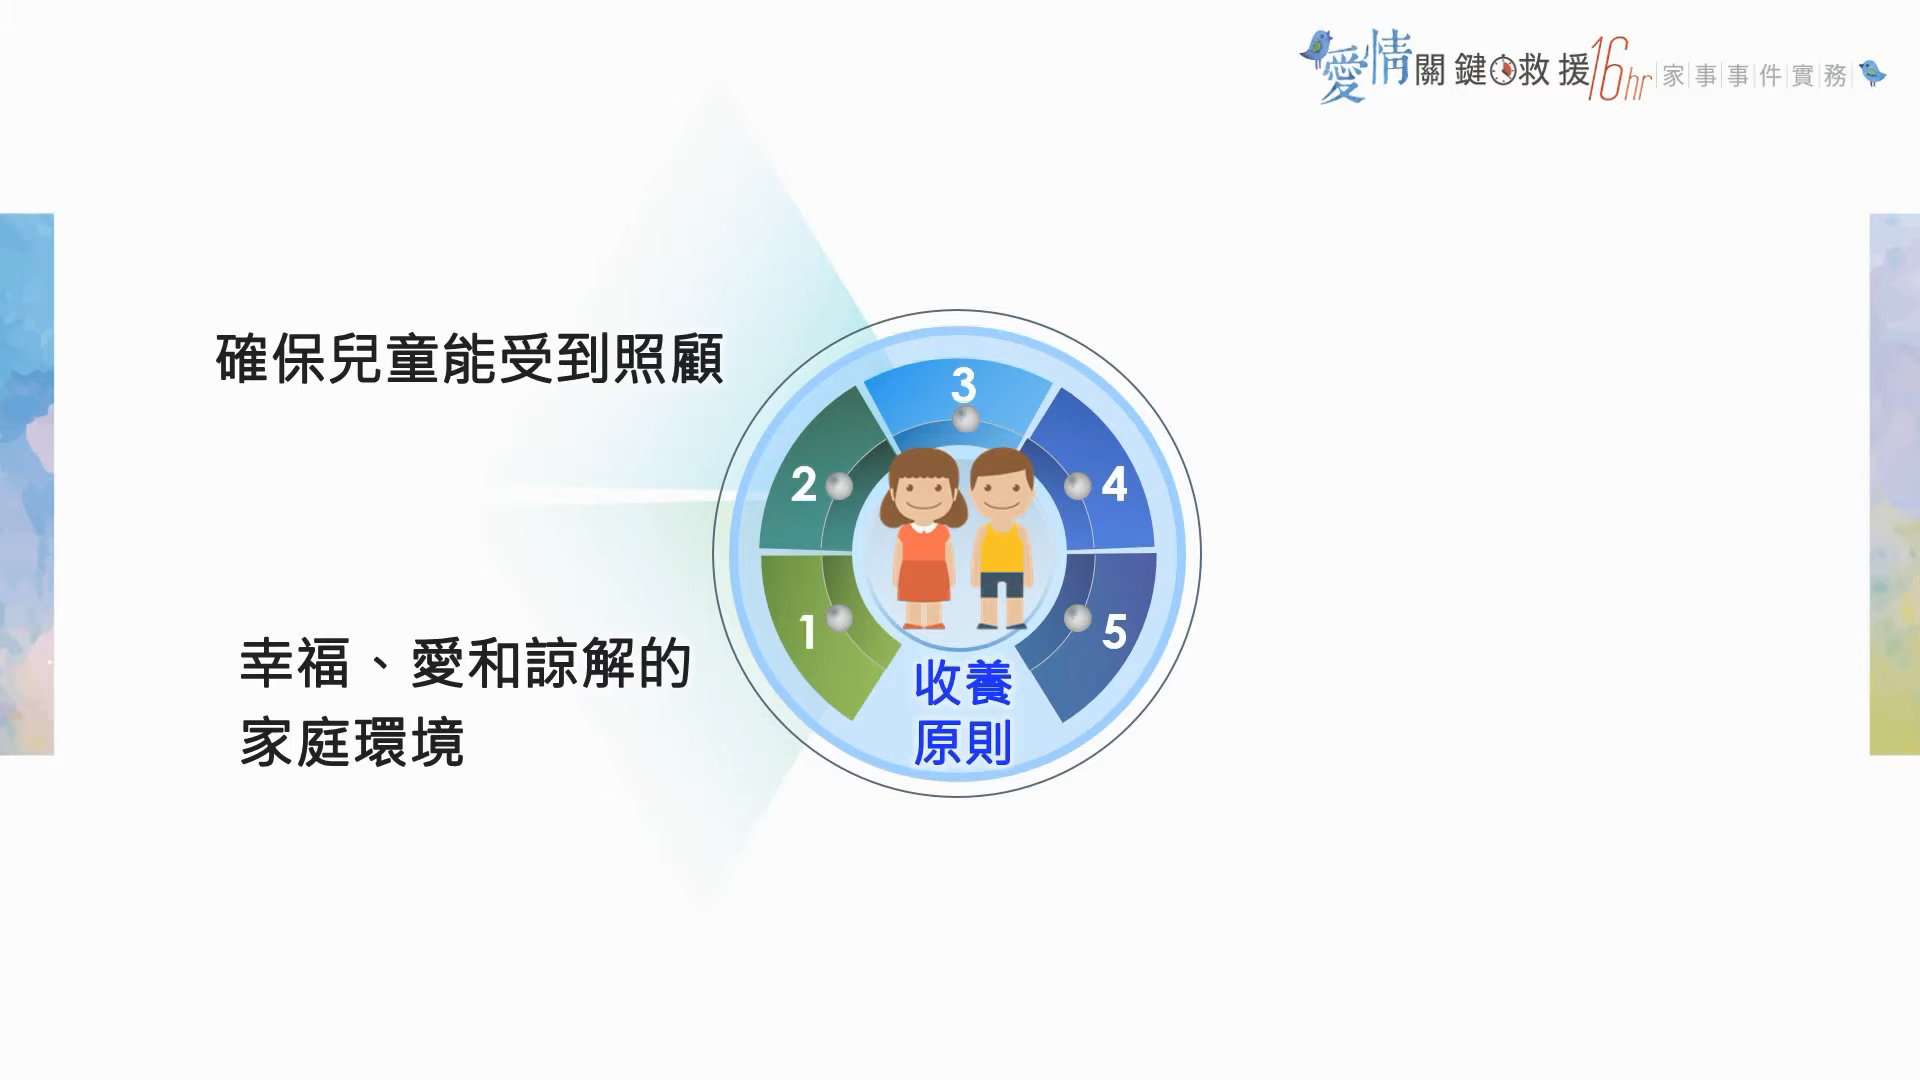 愛情關鍵救援16hr 家事事件實務
確保兒童能受到照顧
3
2
4
1
5
幸福、愛和諒解的
家庭環境
收養
原則